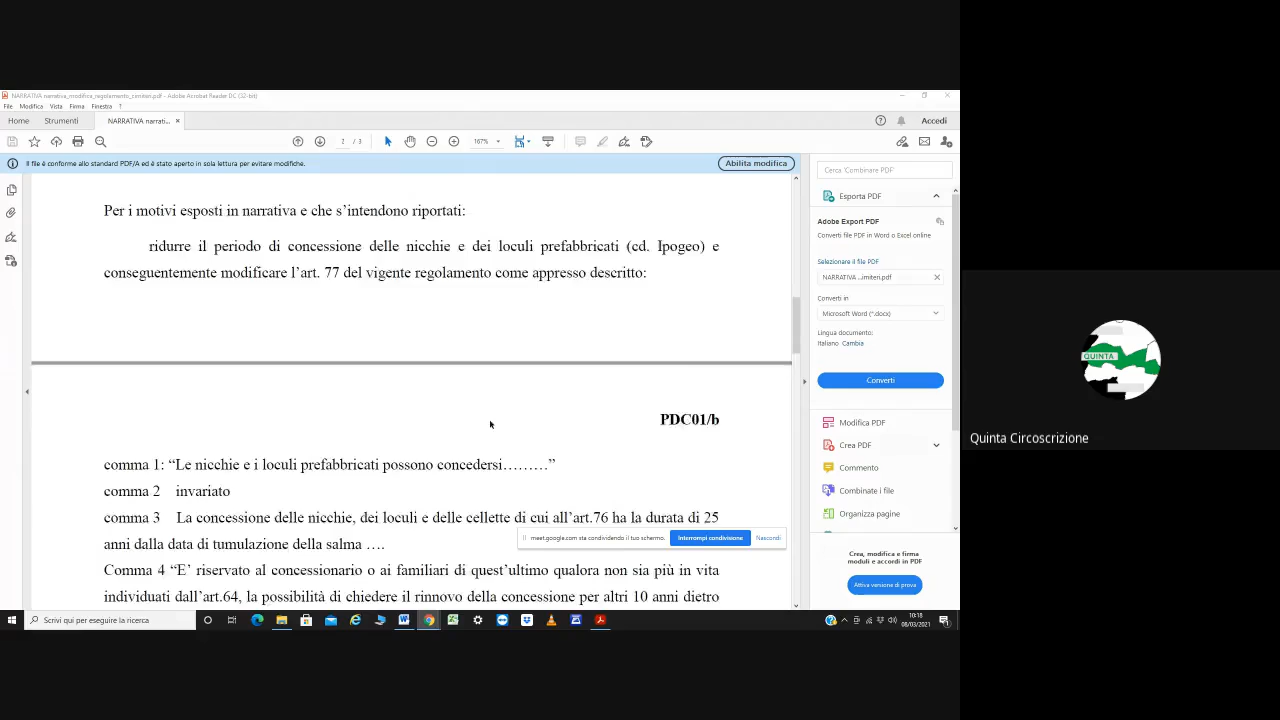 NARRATIVA narrativa_modifica_regolamento_cimiteri.pdf - Adobe Acrobat Reader DC (32-bit)
File Modifica Vista Firma Finestra ?
Home Strumenti NARRATIVA narrati... × Accedi
/ 3 167%
Il file è conforme allo standard PDF/A ed è stato aperto in sola lettura per evitare modifiche. Abilita modifica
Per i motivi esposti in narrativa e che s’intendono riportati:
ridurre il periodo di concessione delle nicchie e dei loculi prefabbricati (cd. Ipogeo) e
conseguentemente modificare l’art. 77 del vigente regolamento come appresso descritto:
PDC01/b
comma 1: “Le nicchie e i loculi prefabbricati possono concedersi………”
comma 2 invariato
comma 3 La concessione delle nicchie, dei loculi e delle cellette di cui all’art.76 ha la durata di 25
anni dalla data di tumulazione della salma ….
Comma 4 “E’ riservato al concessionario o ai familiari di quest’ultimo qualora non sia più in vita
individuati dall’art.64, la possibilità di chiedere il rinnovo della concessione per altri 10 anni dietro
meet.google.com sta condividendo il tuo schermo. Interrompi condivisione Nascondi
Cerca 'Combinare PDF'
Esporta PDF
Adobe Export PDF
Converti file PDF in Word o Excel online
Selezionare il file PDF
NARRATIVA ...imiteri.pdf ×
Converti in
Microsoft Word (*.docx)
Lingua documento:
Italiano Cambia
Converti
Modifica PDF
Crea PDF
Commento
Combinate i file
Organizza pagine
Crea, modifica e firma
moduli e accordi in PDF
Attiva versione di prova
Scrivi qui per eseguire la ricerca
10:18
08/03/2021
QUINTA
Quinta Circoscrizione